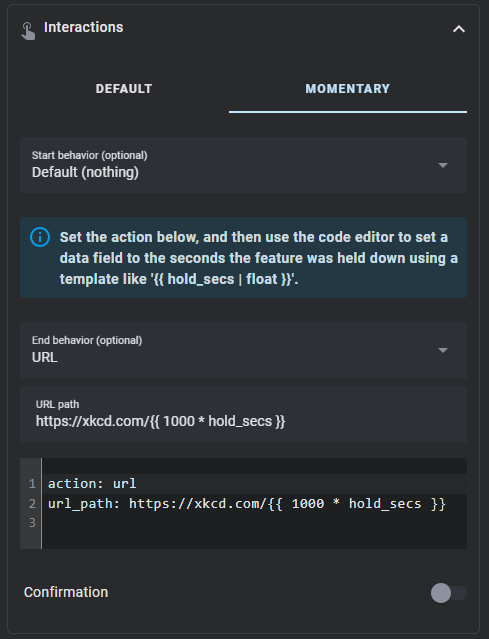 Interactions
DEFAULT
MOMENTARY
Start behavior (optional)
Default (nothing)
Set the action below, and then use the code editor to set a
data field to the seconds the feature was held down using a
template like '{{ hold_secs | float }}'.
End behavior (optional)
URL
URL path
https://xkcd.com/{{ 1000 * hold_secs }}
1 action: url
2 url_path: https://xkcd.com/{{ 1000 * hold_secs }}
3
Confirmation